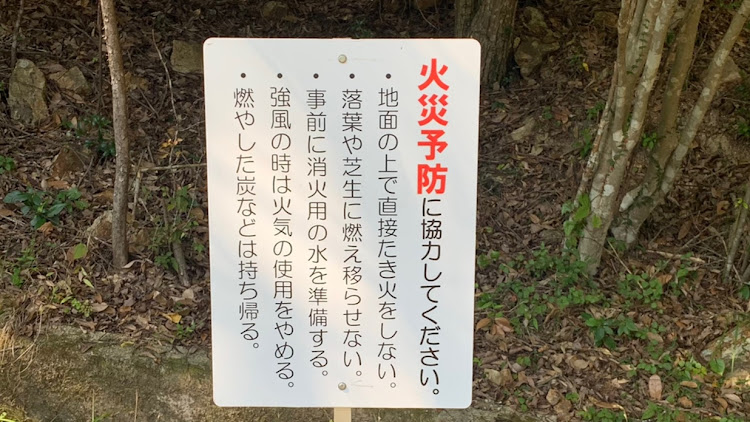 火災予防に協力してください。
・地面の上で直接たき火をしない。
・落葉や芝生に燃え移らせない。
・事前に消火用の水を準備する。
・強風の時は火気の使用をやめる。
・燃やした炭などは持ち帰る。